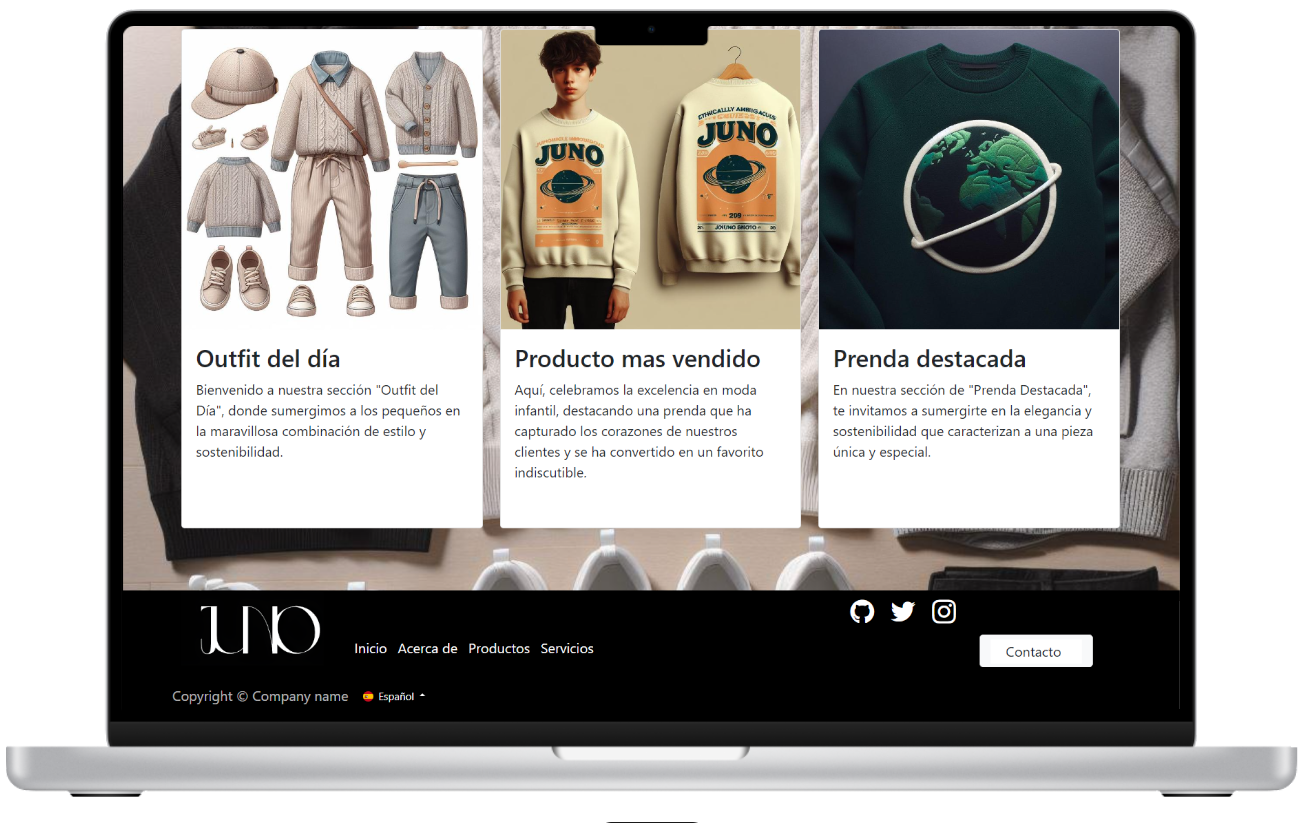 JUNO
ETHICALLY AMBIGACUS
JUNO
209
Outfit del día
Bienvenido a nuestra sección "Outfit del
Día", donde sumergimos a los pequeños en
la maravillosa combinación de estilo y
sostenibilidad.
Producto mas vendido
Aquí, celebramos la excelencia en moda
infantil, destacando una prenda que ha
capturado los corazones de nuestros
clientes y se ha convertido en un favorito
indiscutible.
Prenda destacada
En nuestra sección de "Prenda Destacada",
te invitamos a sumergirte en la elegancia y
sostenibilidad que caracterizan a una pieza
única y especial.
JUNO
Inicio Acerca de Productos Servicios
Contacto
Copyright © Company name Español